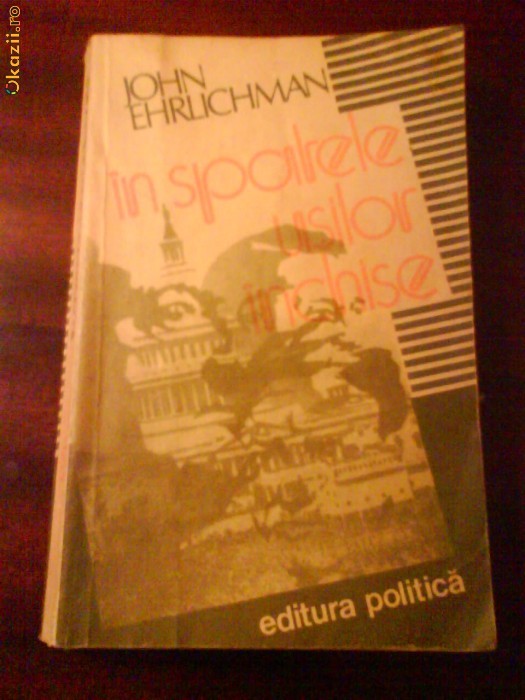 Okazii.ro
JOHN
EHRLICHMAN
în spatele
ușilor
închise
editura politică